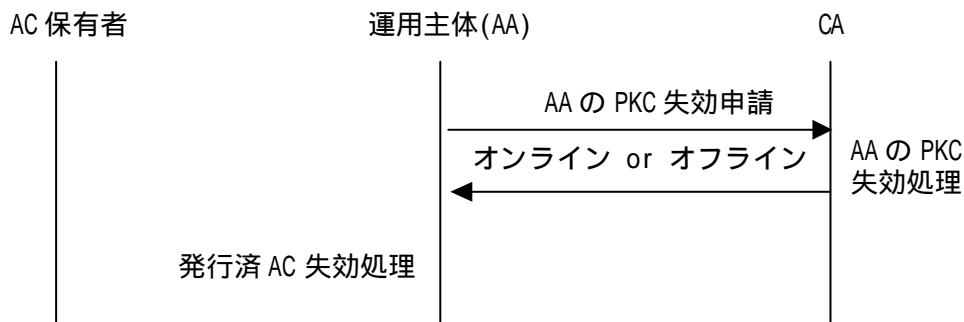 AC 保有者
運用主体(AA)
CA
AA の PKC 失効申請
オンライン or オフライン
AA の PKC
失効処理
発行済 AC 失効処理